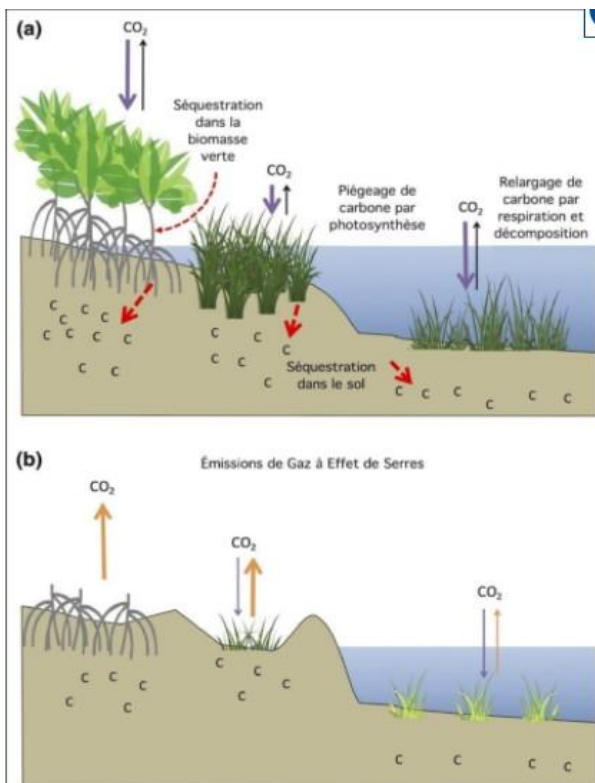 (a)
CO₂
Séquestration
dans la
biomasse
verte
CO₂
Piégeage de
carbone par
photosynthèse
CO₂
Relargage de
carbone par
respiration et
décomposition
C C C
C C C C
C C
C C C
C C C
C
Séquestration
dans le sol
C C C C C C
(b)
Émissions de Gaz à Effet de Serres
CO₂
CO₂
CO₂
C C C
C C
C C
C C
C C C C